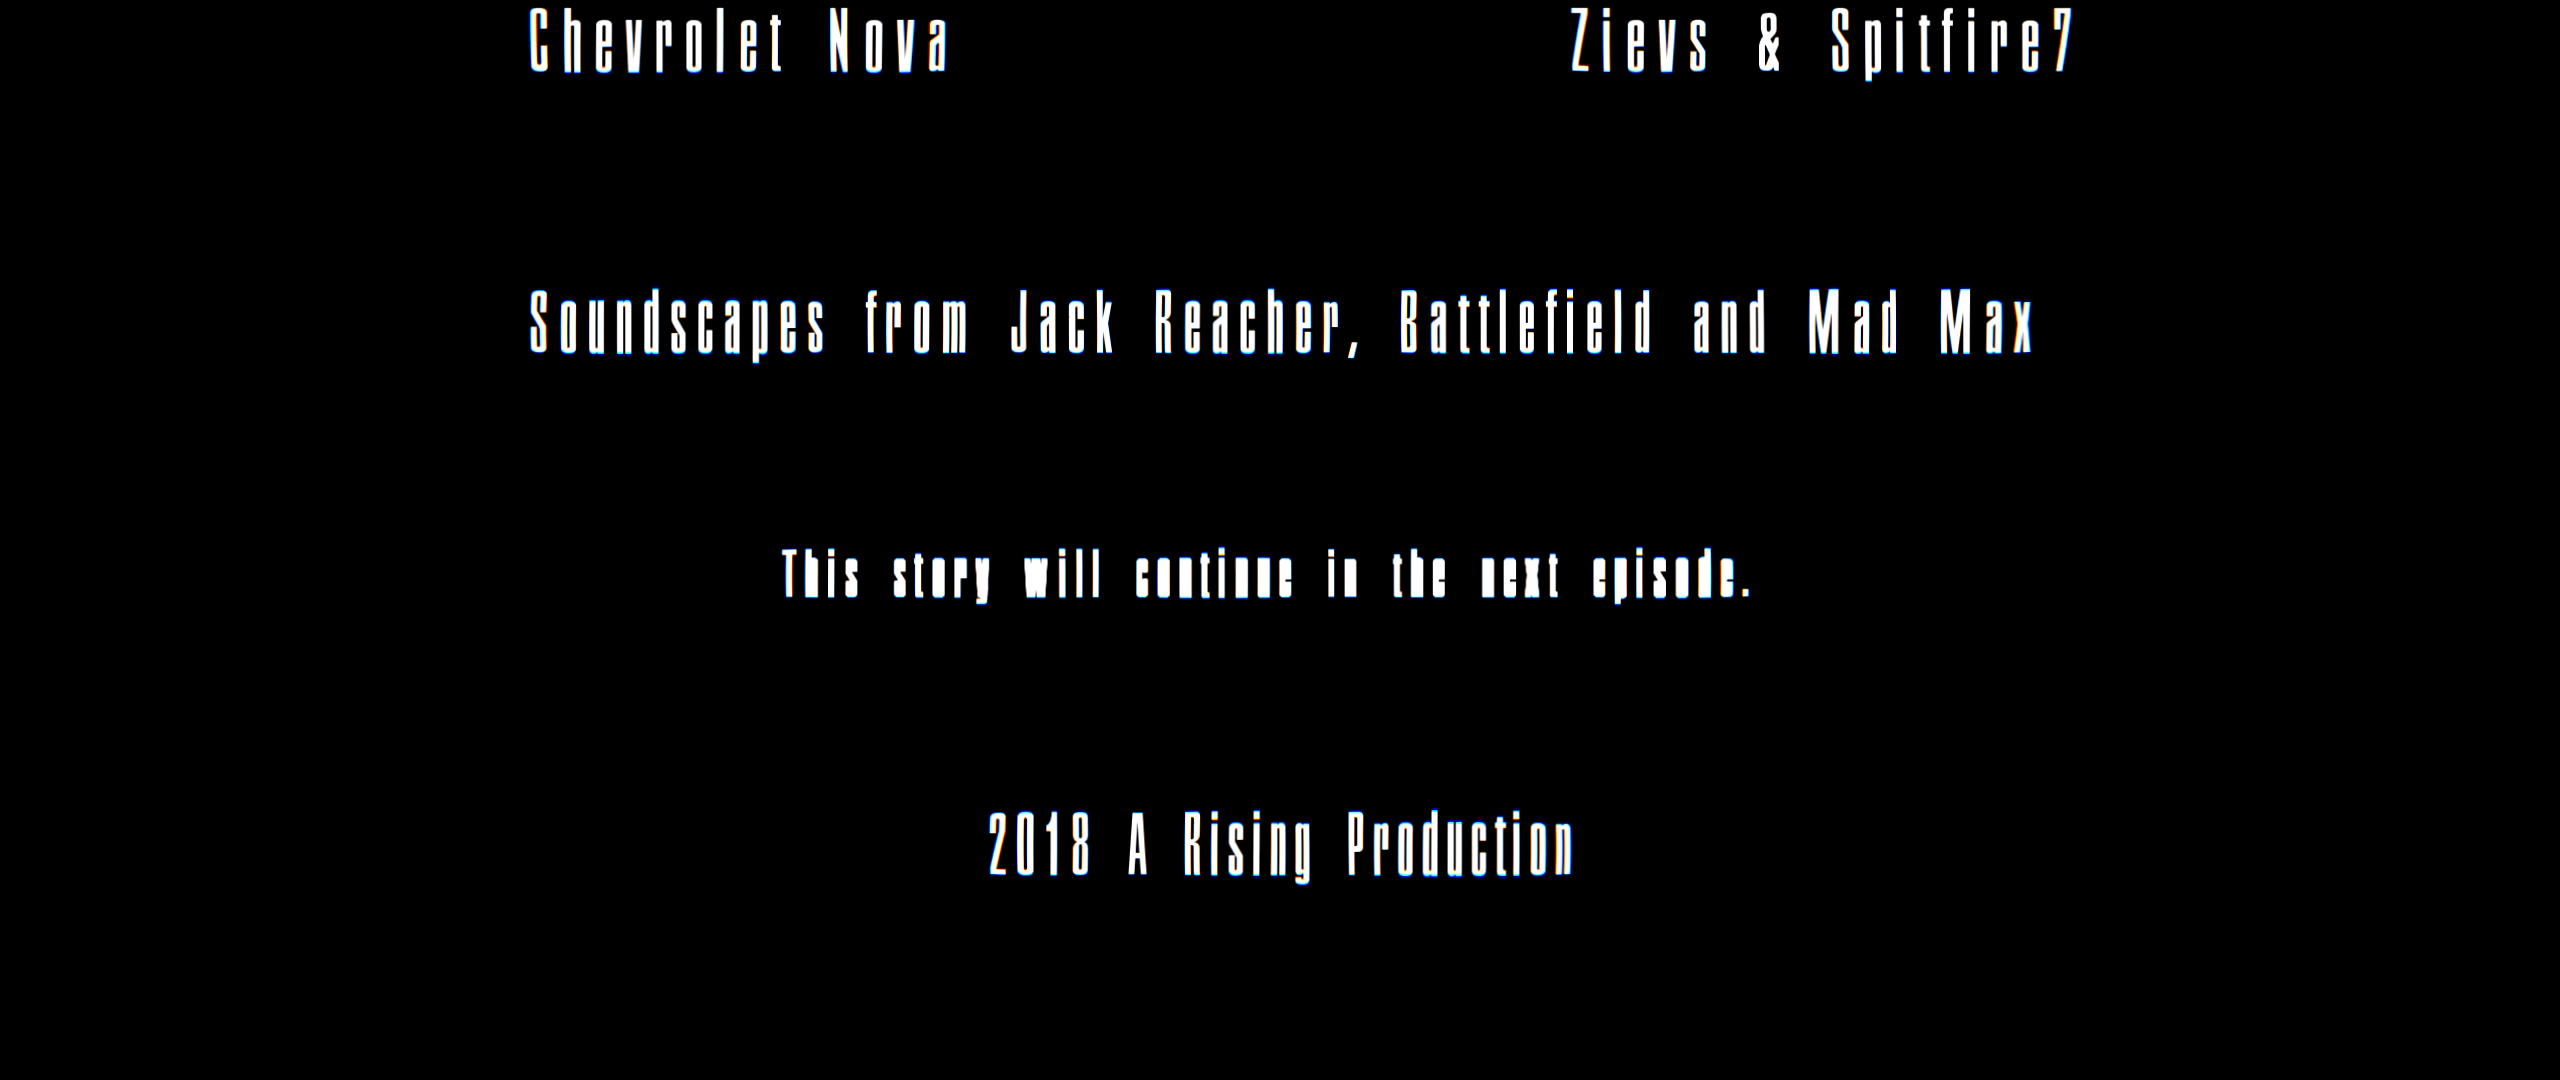 Chevrolet Nova Zievs & Spitfire7
Soundscapes from Jack Reacher, Battlefield and Mad Max
This story will continue in the next episode.
2018 A Rising Production